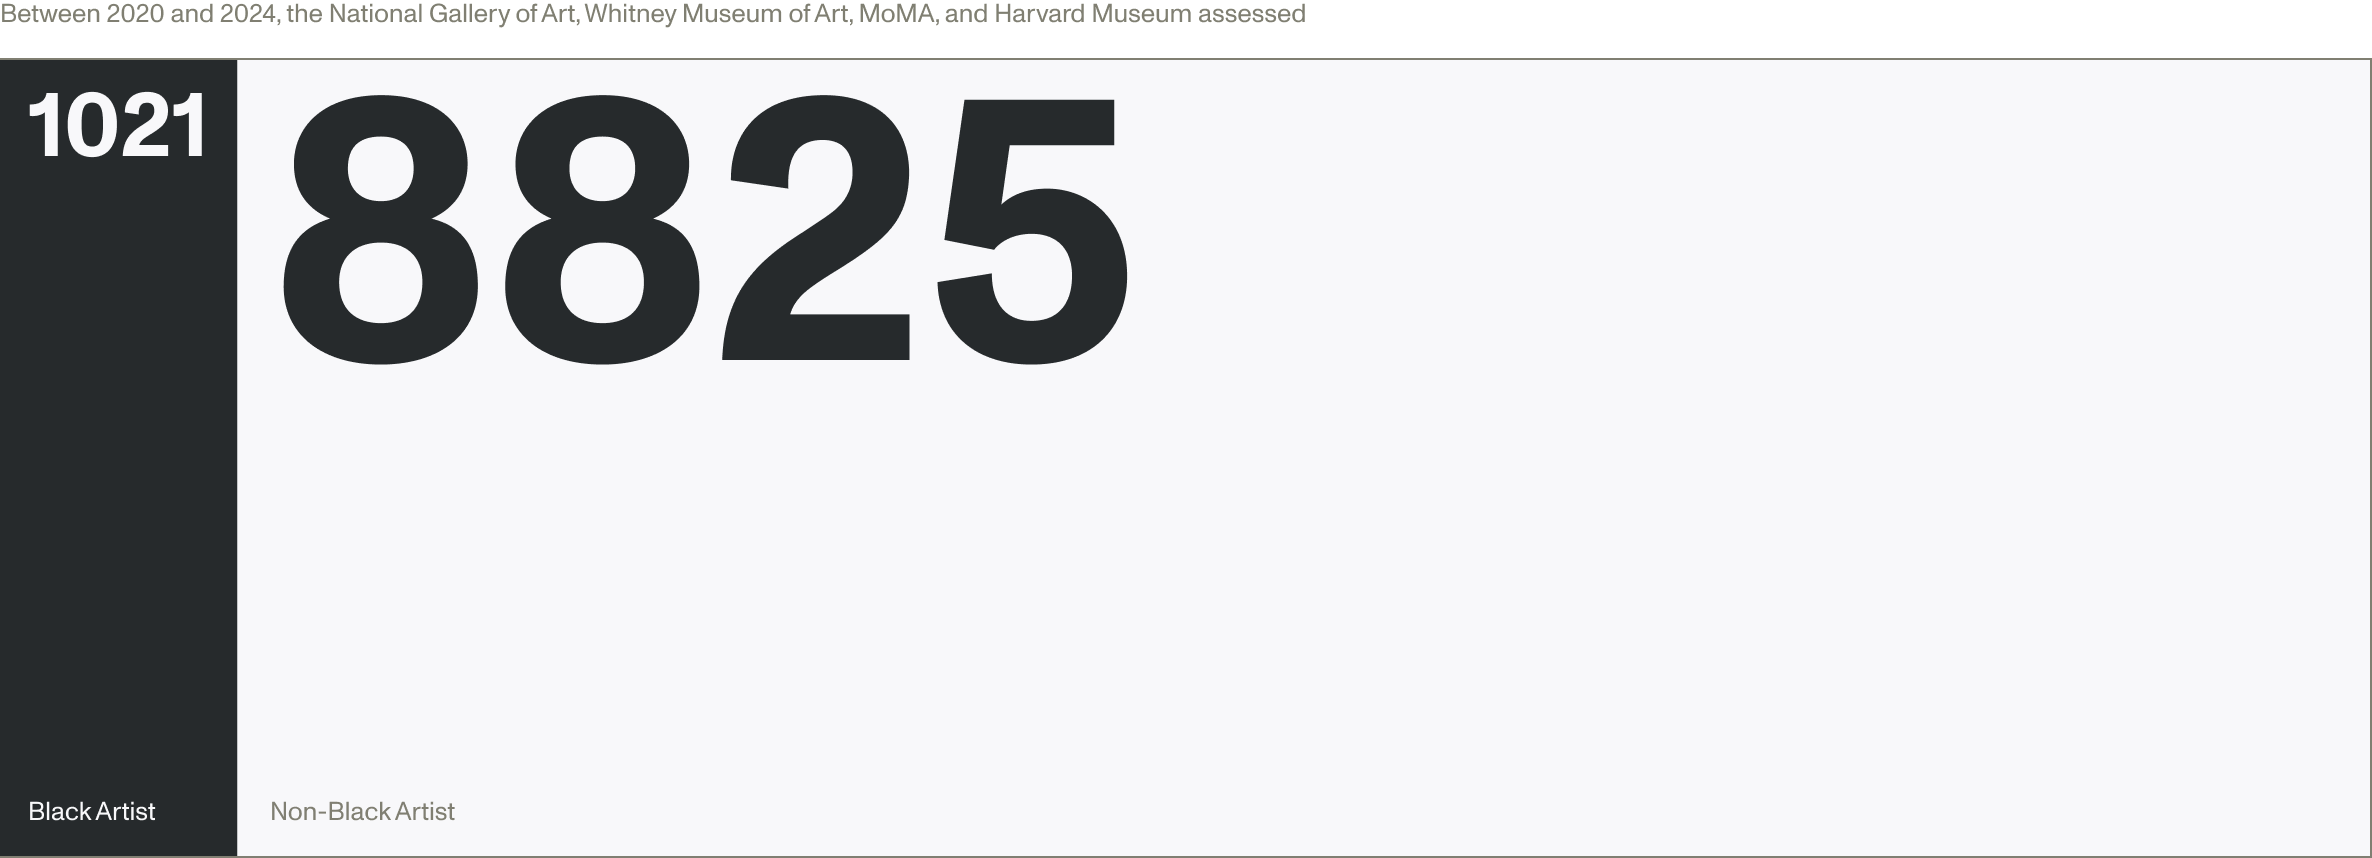 Between 2020 and 2024, the National Gallery of Art, Whitney Museum of Art, MoMA, and Harvard Museum assessed
1021
8825
Black Artist
Non-Black Artist